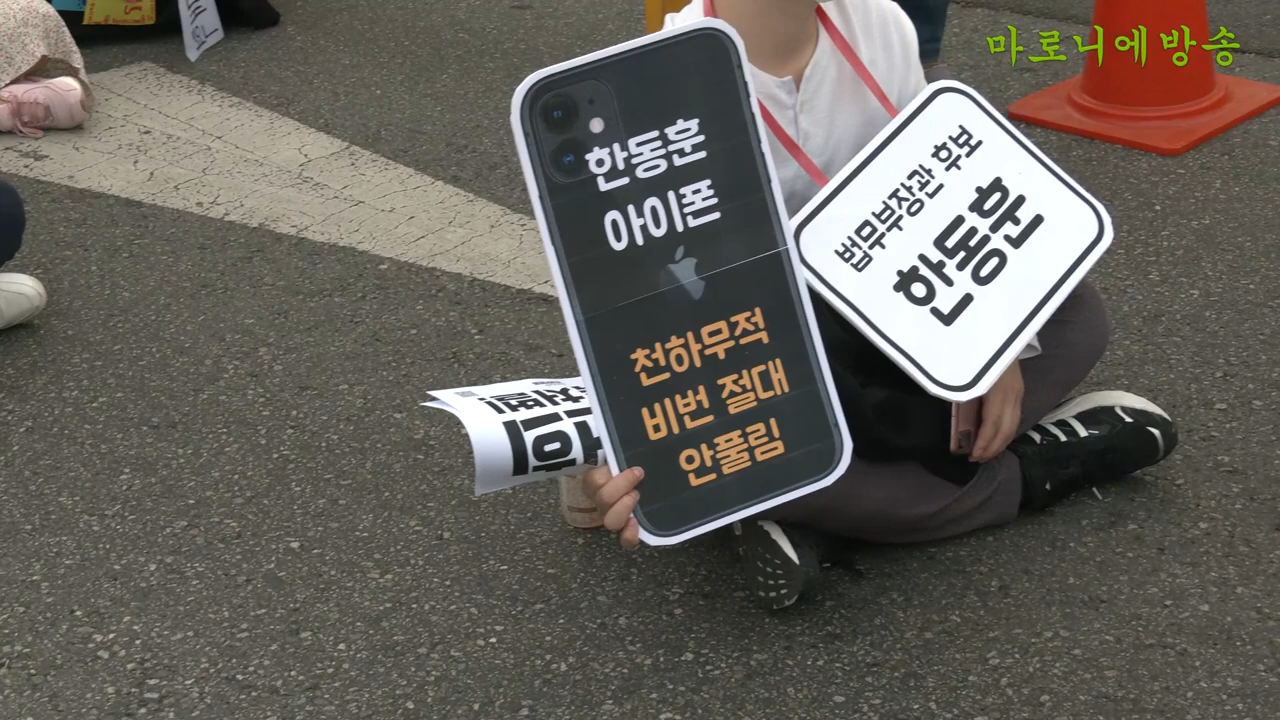 마로니에방송
한동훈
아이폰
천하무적
비번 절대
안풀림
법무부장관 후보
한동훈